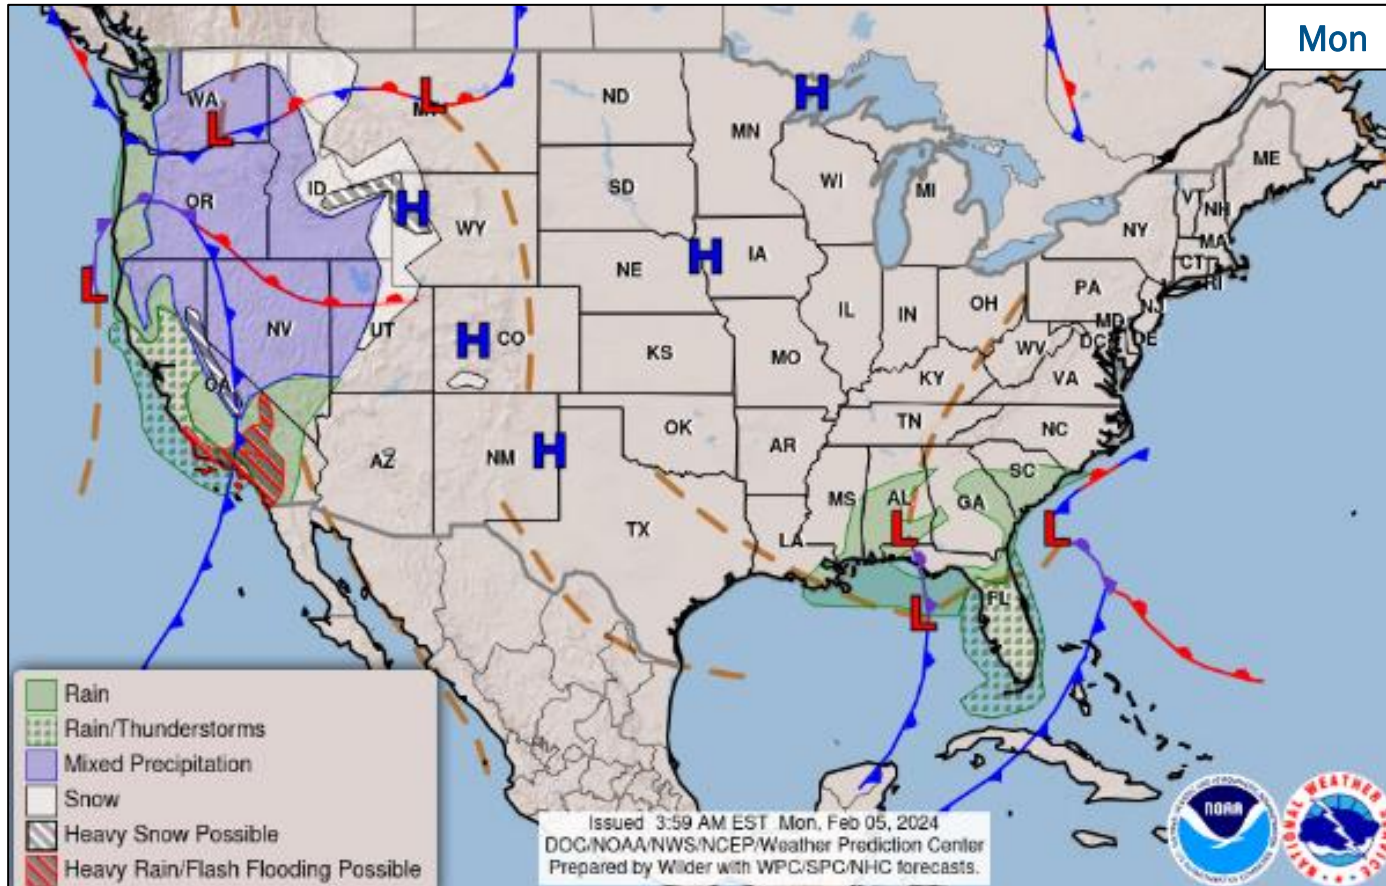 Mon
WA
ND
MN
ME
ID
OR
SD
WI
MI
VT
NH
WY
NY
MA
CT
RI
NE
IA
PA
NV
UT
CO
IL
IN
OH
NJ
MD
DE
DC
WV
KS
MO
KY
VA
CA
TN
NC
OK
AR
AZ
NM
SC
MS
AL
GA
TX
LA
FL
H
H
H
H
H
L
L
L
L
L
L
Rain
Rain/Thunderstorms
Mixed Precipitation
Snow
Heavy Snow Possible
Heavy Rain/Flash Flooding Possible
Issued 3:59 AM EST Mon, Feb 05, 2024
DOC/NOAA/NWS/NCEP/Weather Prediction Center
Prepared by Wilder with WPC/SPC/NHC forecasts.
NOAA
NATIONAL WEATHER